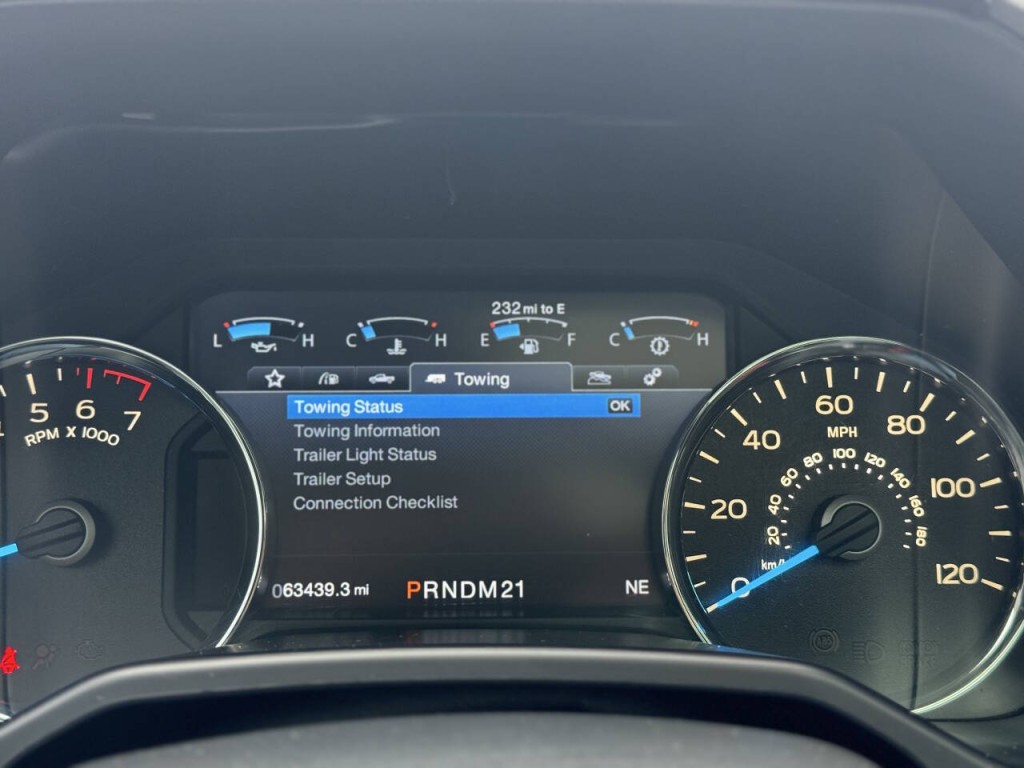 232 mi to E
L H C H E F C H
Towing
Towing Status OK
Towing Information
Trailer Light Status
Trailer Setup
Connection Checklist
063439.3 mi PRNDM21 NE
5 6 7
RPM X 1000
0 20 40 60 80 100 120
MPH
20 40 60 80 100 120 140 160 180